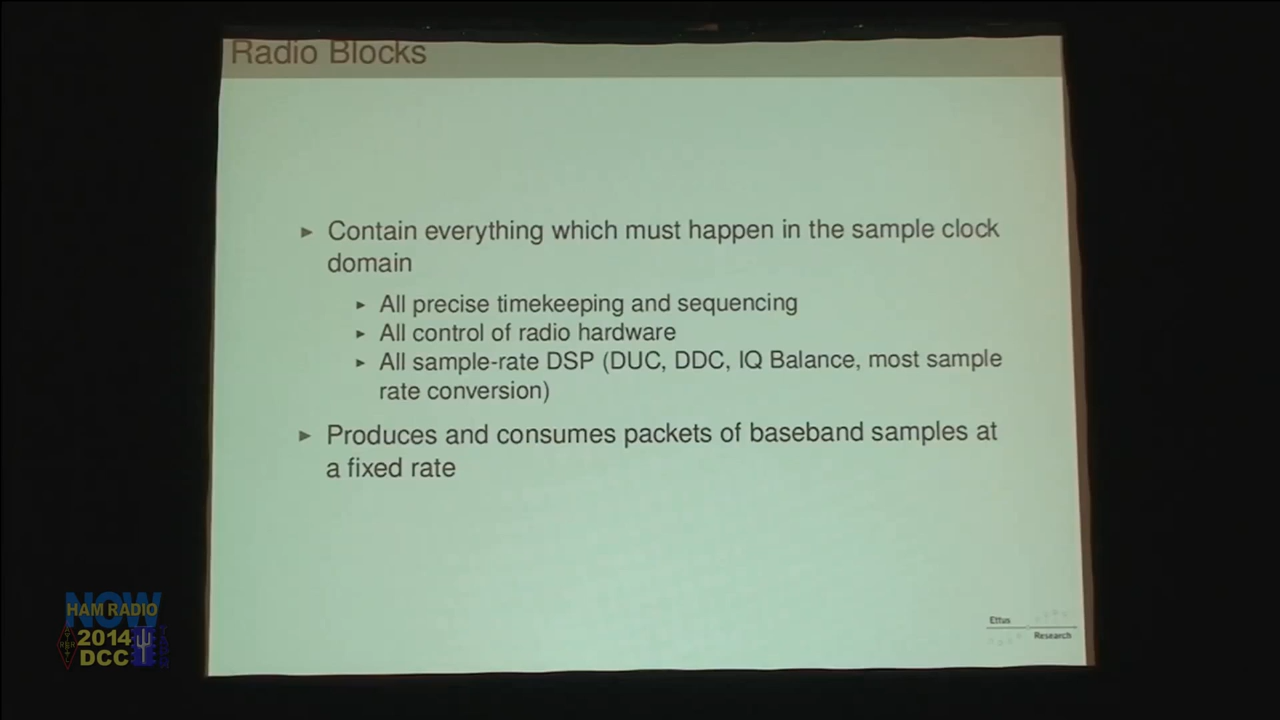 Radio Blocks
Contain everything which must happen in the sample clock
domain
All precise timekeeping and sequencing
All control of radio hardware
All sample-rate DSP (DUC, DDC, IQ Balance, most sample
rate conversion)
Produces and consumes packets of baseband samples at
a fixed rate
Ettus
Research
NOW
HAM RADIO
2014
DCC